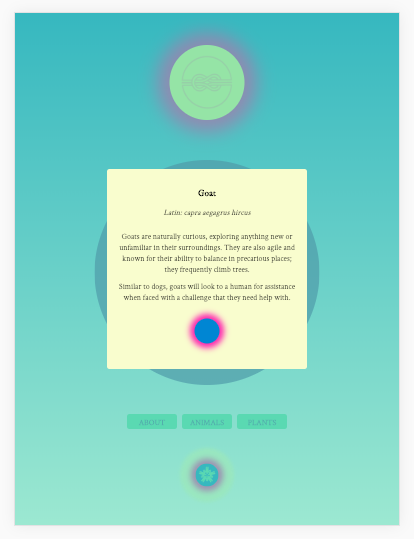 Goat
Latin: capra aegagrus hircus
Goats are naturally curious, exploring anything new or
unfamiliar in their surroundings. They are also agile and
known for their ability to balance in precarious places;
they frequently climb trees.
Similar to dogs, goats will look to a human for assistance
when faced with a challenge that they need help with.
ABOUT
ANIMALS
PLANTS